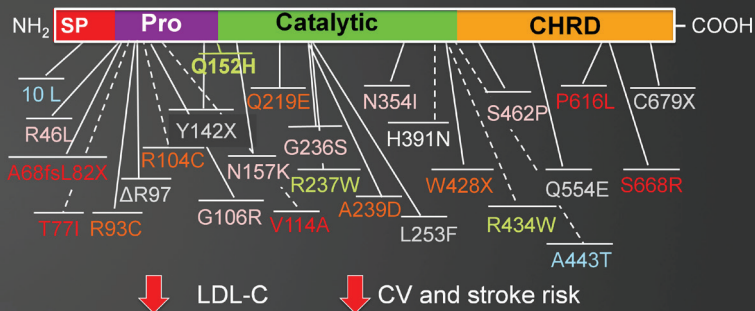 NH2 SP Pro Catalytic CHRD COOH
Q152H
10 L Q219E N354I S462P P616L C679X
R46L Y142X G236S H391N
A68fsL82X R104C N157K R237W W428X Q554E S668R
ΔR97
T77I R93C G106R V114A A239D L253F R434W
A443T
LDL-C CV and stroke risk